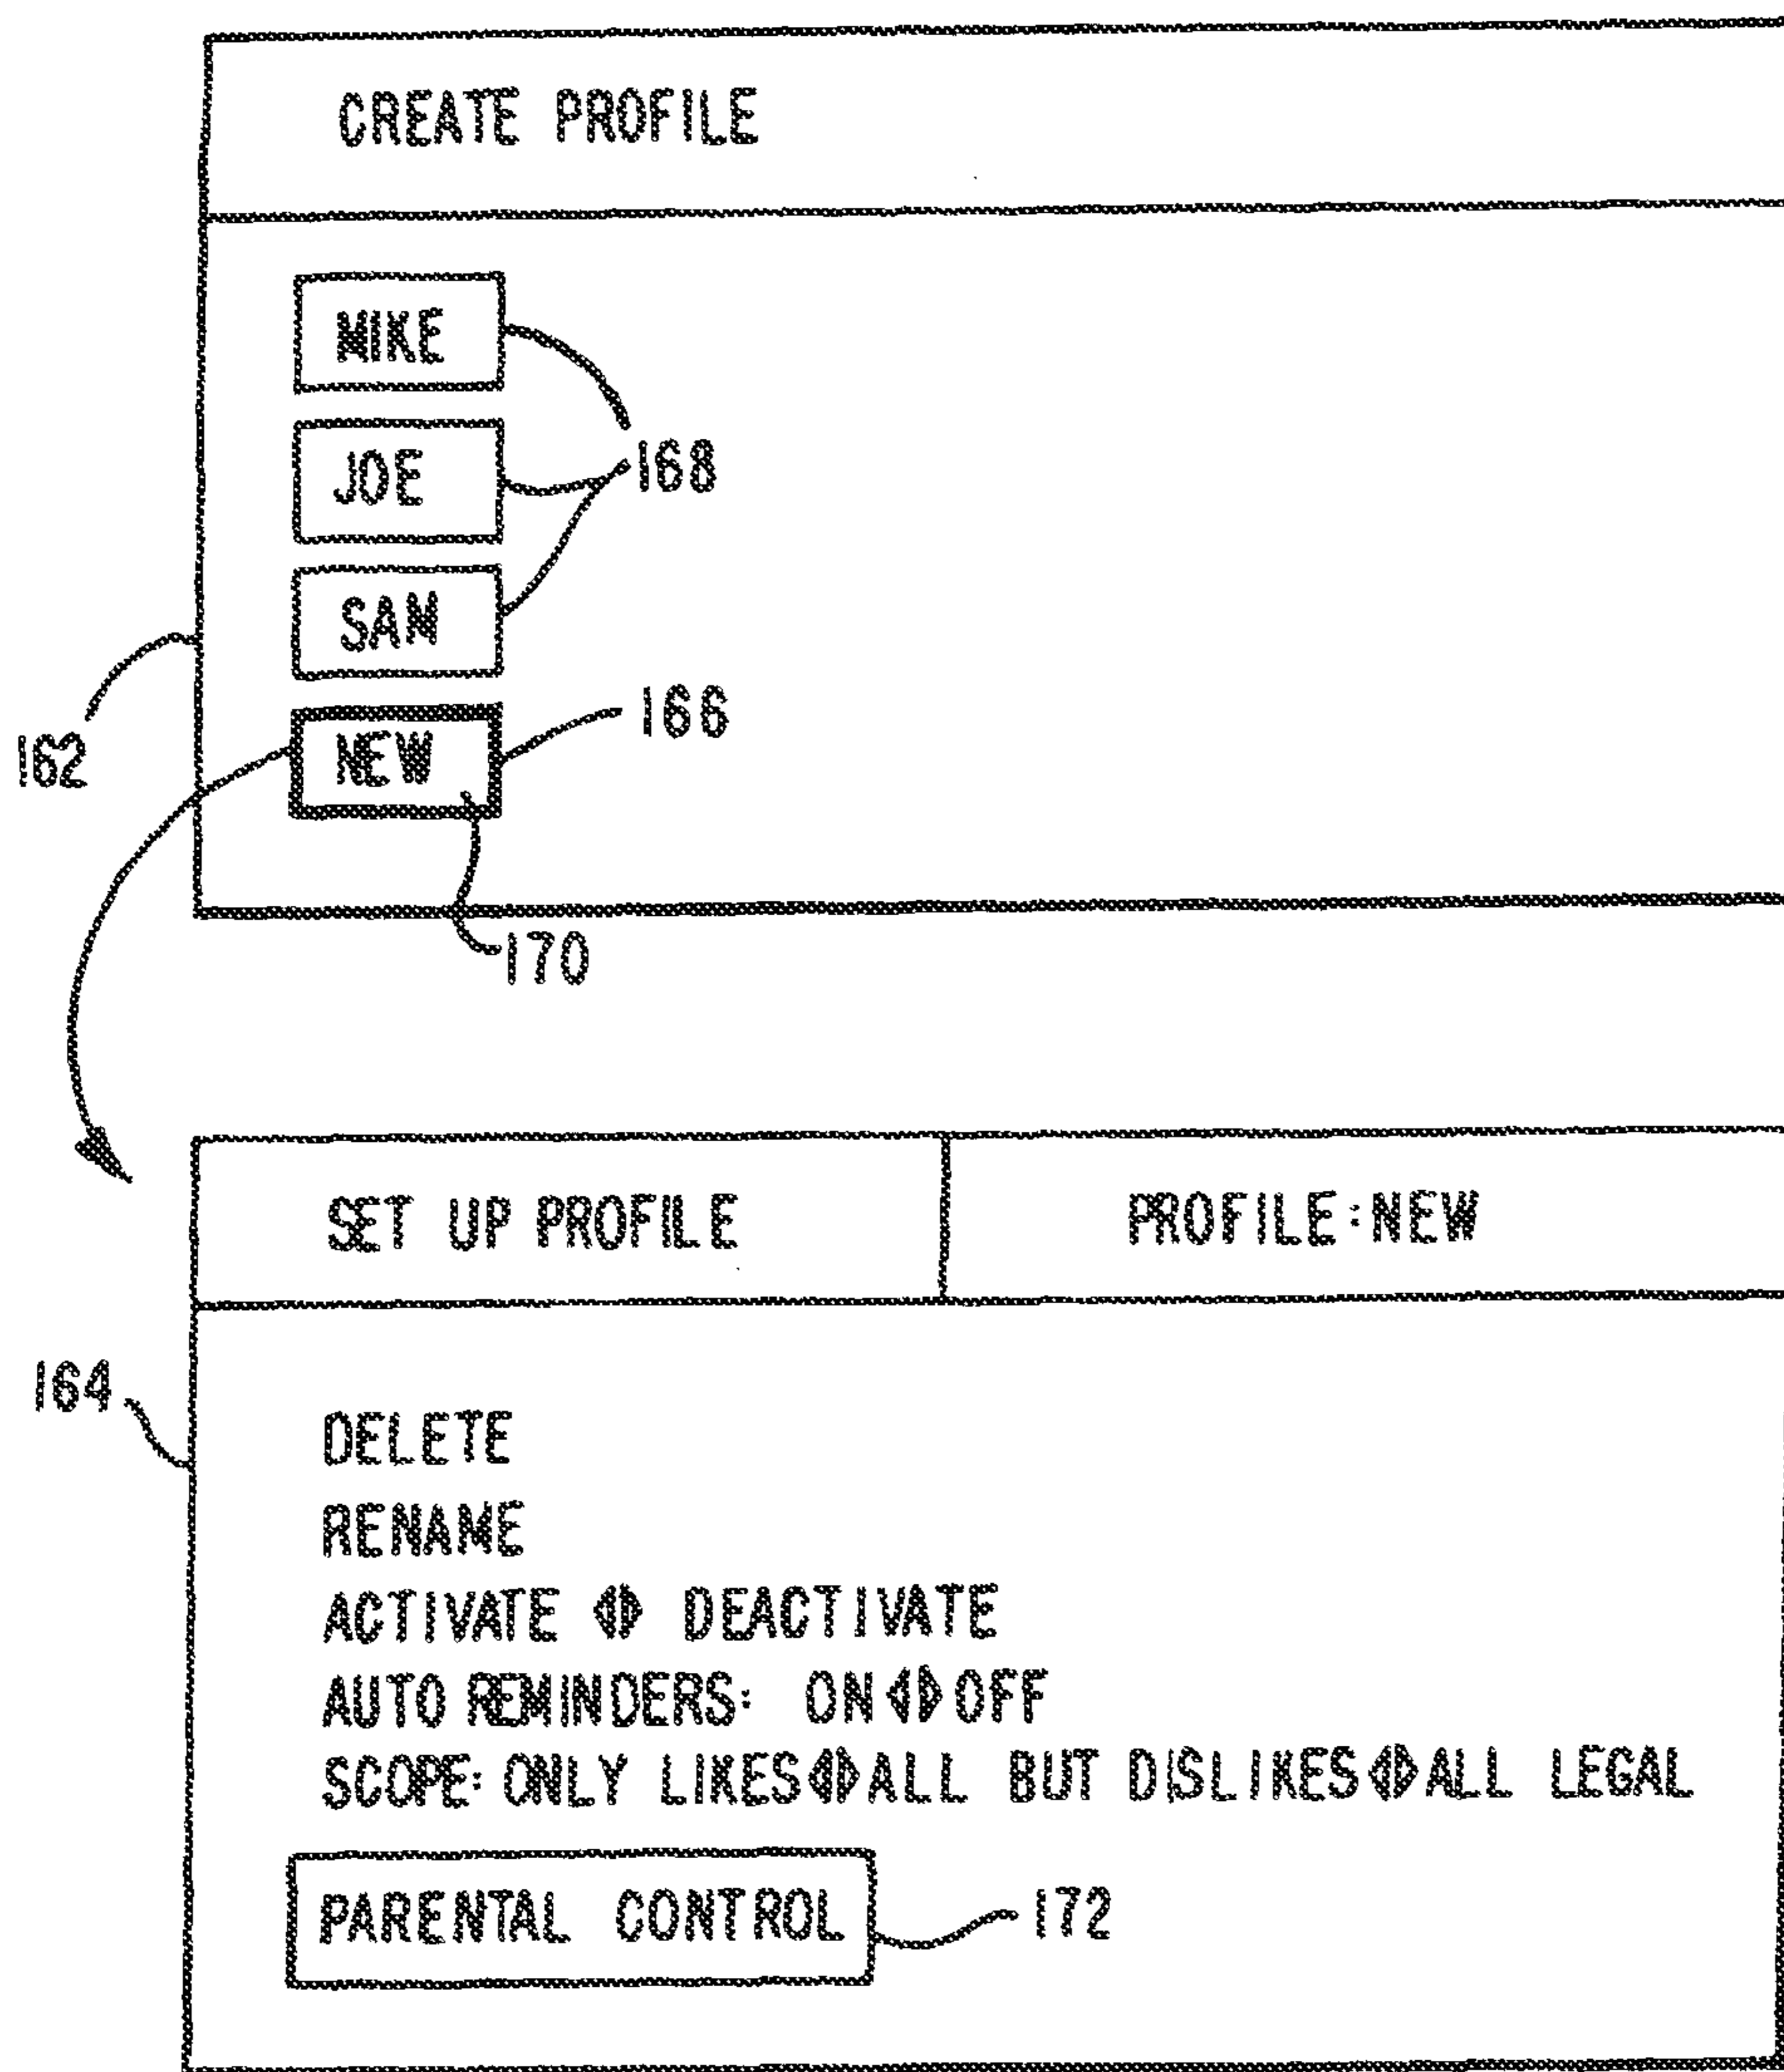 CREATE PROFILE
MIKE
JOE
168
SAM
166
162
NEW
170
SET UP PROFILE
PROFILE:NEW
164
DELETE
RENAME
ACTIVATE ◁▷ DEACTIVATE
AUTO REMINDERS: ON◁▷OFF
SCOPE: ONLY LIKES◁▷ALL BUT DISLIKES◁▷ALL LEGAL
PARENTAL CONTROL
172